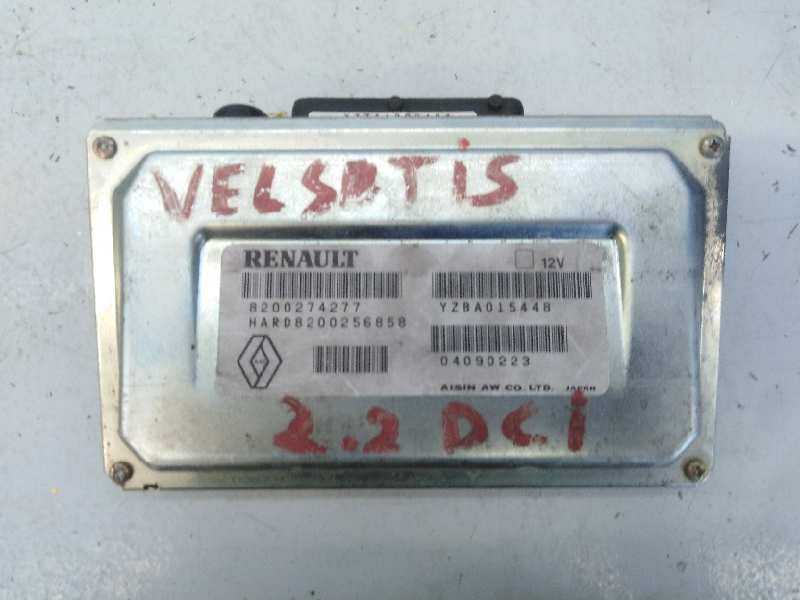 VELSATIS
RENAULT
12V
8200274277
YZBA015448
HARD8200256858
04090223
AISIN AW CO. LTD. JAPAN
2.2 DCi